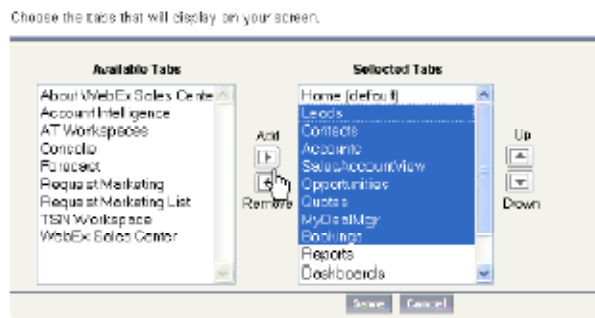 Choose the tabs that will display on your screen.
Available Tabs
About WebEx Sales Cente
Account Intelligence
AT Workspaces
Console
Forecast
Request Marketing
Request Marketing List
TSN Workspace
WebEx Sales Center
Add
Remove
Selected Tabs
Home (default)
Leads
Contacts
Accounts
SalesAccountView
Opportunities
Quotes
MyDealMgr
Bookings
Reports
Dashboards
Up
Down
Save Cancel